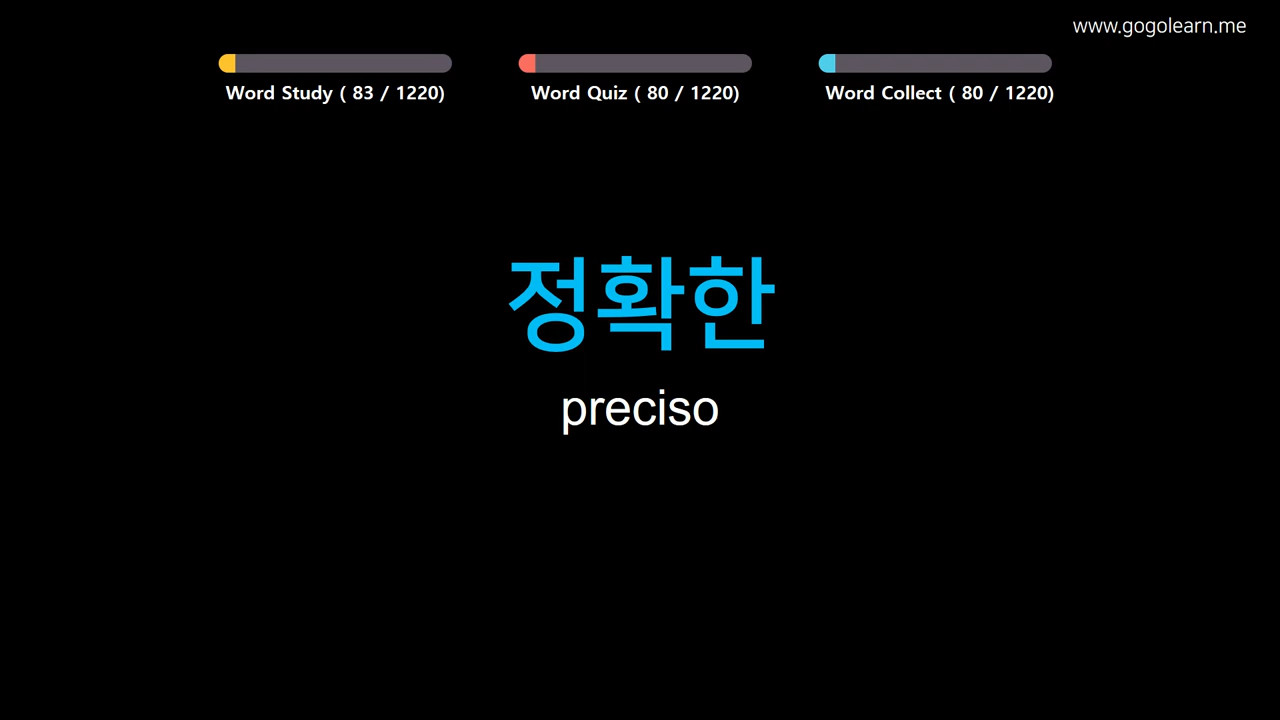 www.gogolearn.me
Word Study ( 83 / 1220)
Word Quiz ( 80 / 1220)
Word Collect ( 80 / 1220)
정확한
preciso